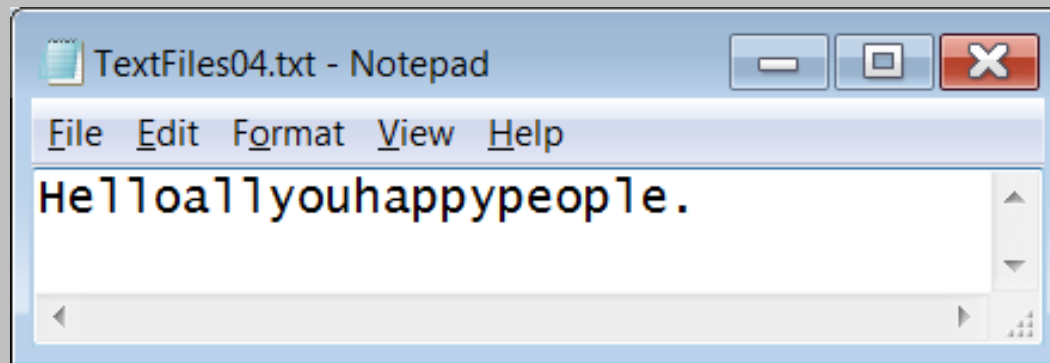 TextFiles04.txt - Notepad
File Edit Format View Help
Helloallyouhappypeople.